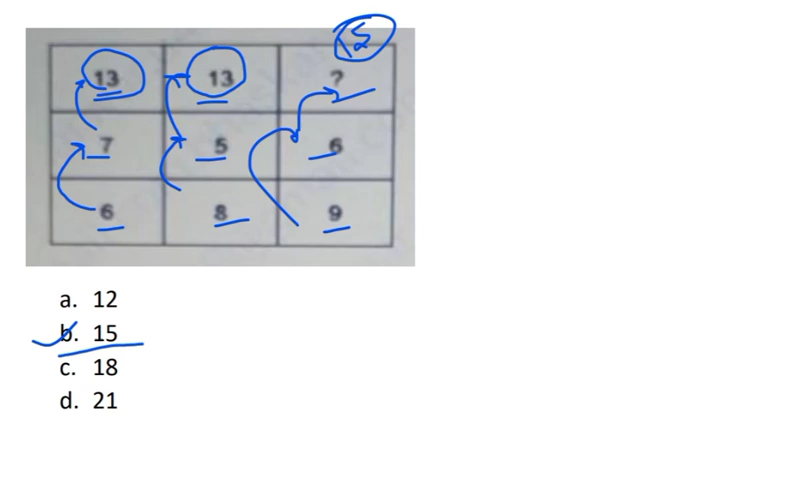 15
13 13 ?
7 5 6
6 8 9
a. 12
b. 15
c. 18
d. 21